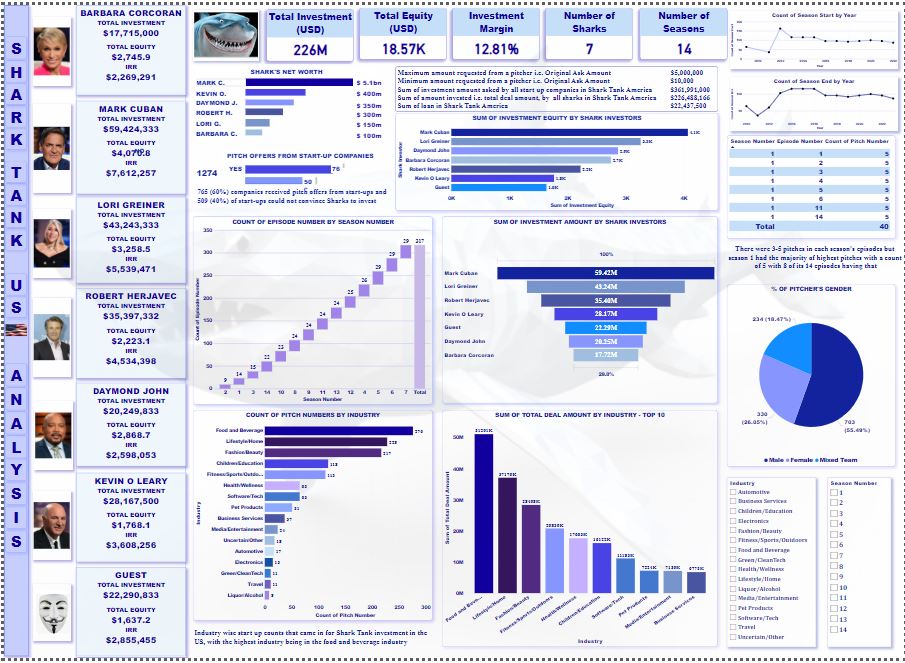 SHARK TANK US ANALYSIS
BARBARA CORCORAN
TOTAL INVESTMENT
$17,715,000
TOTAL EQUITY
$2,745.9
IRR
$2,269,291
MARK CUBAN
TOTAL INVESTMENT
$59,424,333
TOTAL EQUITY
IRR
$7,612,257
LORI GREINER
TOTAL INVESTMENT
$43,243,333
TOTAL EQUITY
$3,258.5
IRR
$5,539,471
ROBERT HERJAVEC
TOTAL INVESTMENT
$35,397,332
TOTAL EQUITY
$2,223.1
IRR
$4,534,398
DAYMOND JOHN
TOTAL INVESTMENT
$20,249,833
TOTAL EQUITY
$2,868.7
IRR
$2,598,053
KEVIN O LEARY
TOTAL INVESTMENT
$28,167,500
TOTAL EQUITY
$1,768.1
IRR
$3,608,256
GUEST
TOTAL INVESTMENT
$22,290,833
TOTAL EQUITY
$1,637.2
IRR
$2,855,455
Total Investment (USD)
226M
Total Equity (USD)
18.57K
Investment Margin
12.81%
Number of Sharks
7
Number of Seasons
14
SHARK'S NET WORTH
MARK C. $ 5.1bn
KEVIN O. $ 400m
DAYMOND J. $ 350m
ROBERT H. $ 300m
LORI G. $ 150m
BARBARA C. $ 100m
PITCH OFFERS FROM START-UP COMPANIES
1274
YES 76
50
765 (60%) companies received pitch offers from start-ups and
509 (40%) of start-ups could not convince Sharks to invest
Maximum amount requested from a pitcher i.e. Original Ask Amount $5,000,000
Minimum amount requested from a pitcher i.e. Original Ask Amount $10,000
Sum of investment amount asked by all start up companies in Shark Tank America $361,991,000
Sum of amount invested i.e. total deal amount, by all sharks in Shark Tank America $226,488,166
Sum of loan in Shark Tank America $22,437,500
SUM OF INVESTMENT EQUITY BY SHARK INVESTORS
Shark Investor
Mark Cuban 4.1K
Lori Greiner 3.3K
Daymond John 2.9K
Barbara Corcoran 2.7K
Robert Herjavec 2.2K
Kevin O Leary 1.8K
Guest 1.6K
0K 1K 2K 3K 4K
Sum of Investment Equity
COUNT OF EPISODE NUMBER BY SEASON NUMBER
Count of Episode Number
350
300
250
200
150
100
50
0
9 14 15 22 23 24 24 24 24 24 24 29 29 317
2 1 3 14 10 8 9 11 13 12 4 5 6 7 Total
Season Number
SUM OF INVESTMENT AMOUNT BY SHARK INVESTORS
100%
Mark Cuban 59.42M
Lori Greiner 43.24M
Robert Herjavec 35.40M
Kevin O Leary 28.17M
Guest 22.29M
Daymond John 20.25M
Barbara Corcoran 17.72M
29.8%
COUNT OF PITCH NUMBERS BY INDUSTRY
Industry
Food and Beverage 278
Lifestyle/Home 228
Fashion/Beauty 217
Children/Education 118
Fitness/Sports/Outdo... 113
Health/Wellness
Software/Tech
Pet Products
Business Services 37
Media/Entertainment
Uncertain/Other
Automotive 17
Electronics
Green/CleanTech
Travel 11
Liquor/Alcohol
0 50 100 150 200 250 300
Count of Pitch Number
Industry wise start up counts that came in for Shark Tank investment in the
US, with the highest industry being in the food and beverage industry
SUM OF TOTAL DEAL AMOUNT BY INDUSTRY - TOP 10
Sum of Total Deal Amount
50M
40M
30M
20M
10M
0M
Food and Beve... Lifestyle/Home Fashion/Beauty Fitness/Sports/Outdoors Health/Wellness Children/Education Software/Tech Pet Products Media/Entertainment Business Services
Industry
Count of Season Start by Year
Year
Count of Season End by Year
Year
Season Number Episode Number Count of Pitch Number
1 1 5
1 2 5
1 3 5
1 4 5
1 5 5
1 6 5
1 11 5
1 14 5
Total 40
There were 3-5 pitches in each season's episodes but
season 1 had the majority of highest pitches with a count
of 5 with 8 of its 14 episodes having that
% OF PITCHER'S GENDER
234 (18.47%)
330
(26.05%)
703
(55.49%)
Male Female Mixed Team
Industry
Automotive
Business Services
Children/Education
Electronics
Fashion/Beauty
Fitness/Sports/Outdoors
Food and Beverage
Green/CleanTech
Health/Wellness
Lifestyle/Home
Liquor/Alcohol
Media/Entertainment
Pet Products
Software/Tech
Travel
Uncertain/Other
Season Number
1
2
3
4
5
6
7
8
9
10
11
12
13
14